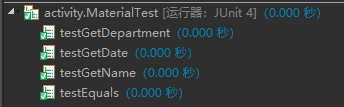 activity.MaterialTest [运行器：JUnit 4] (0.000 秒)
testGetDepartment (0.000 秒)
testGetDate (0.000 秒)
testGetName (0.000 秒)
testEquals (0.000 秒)